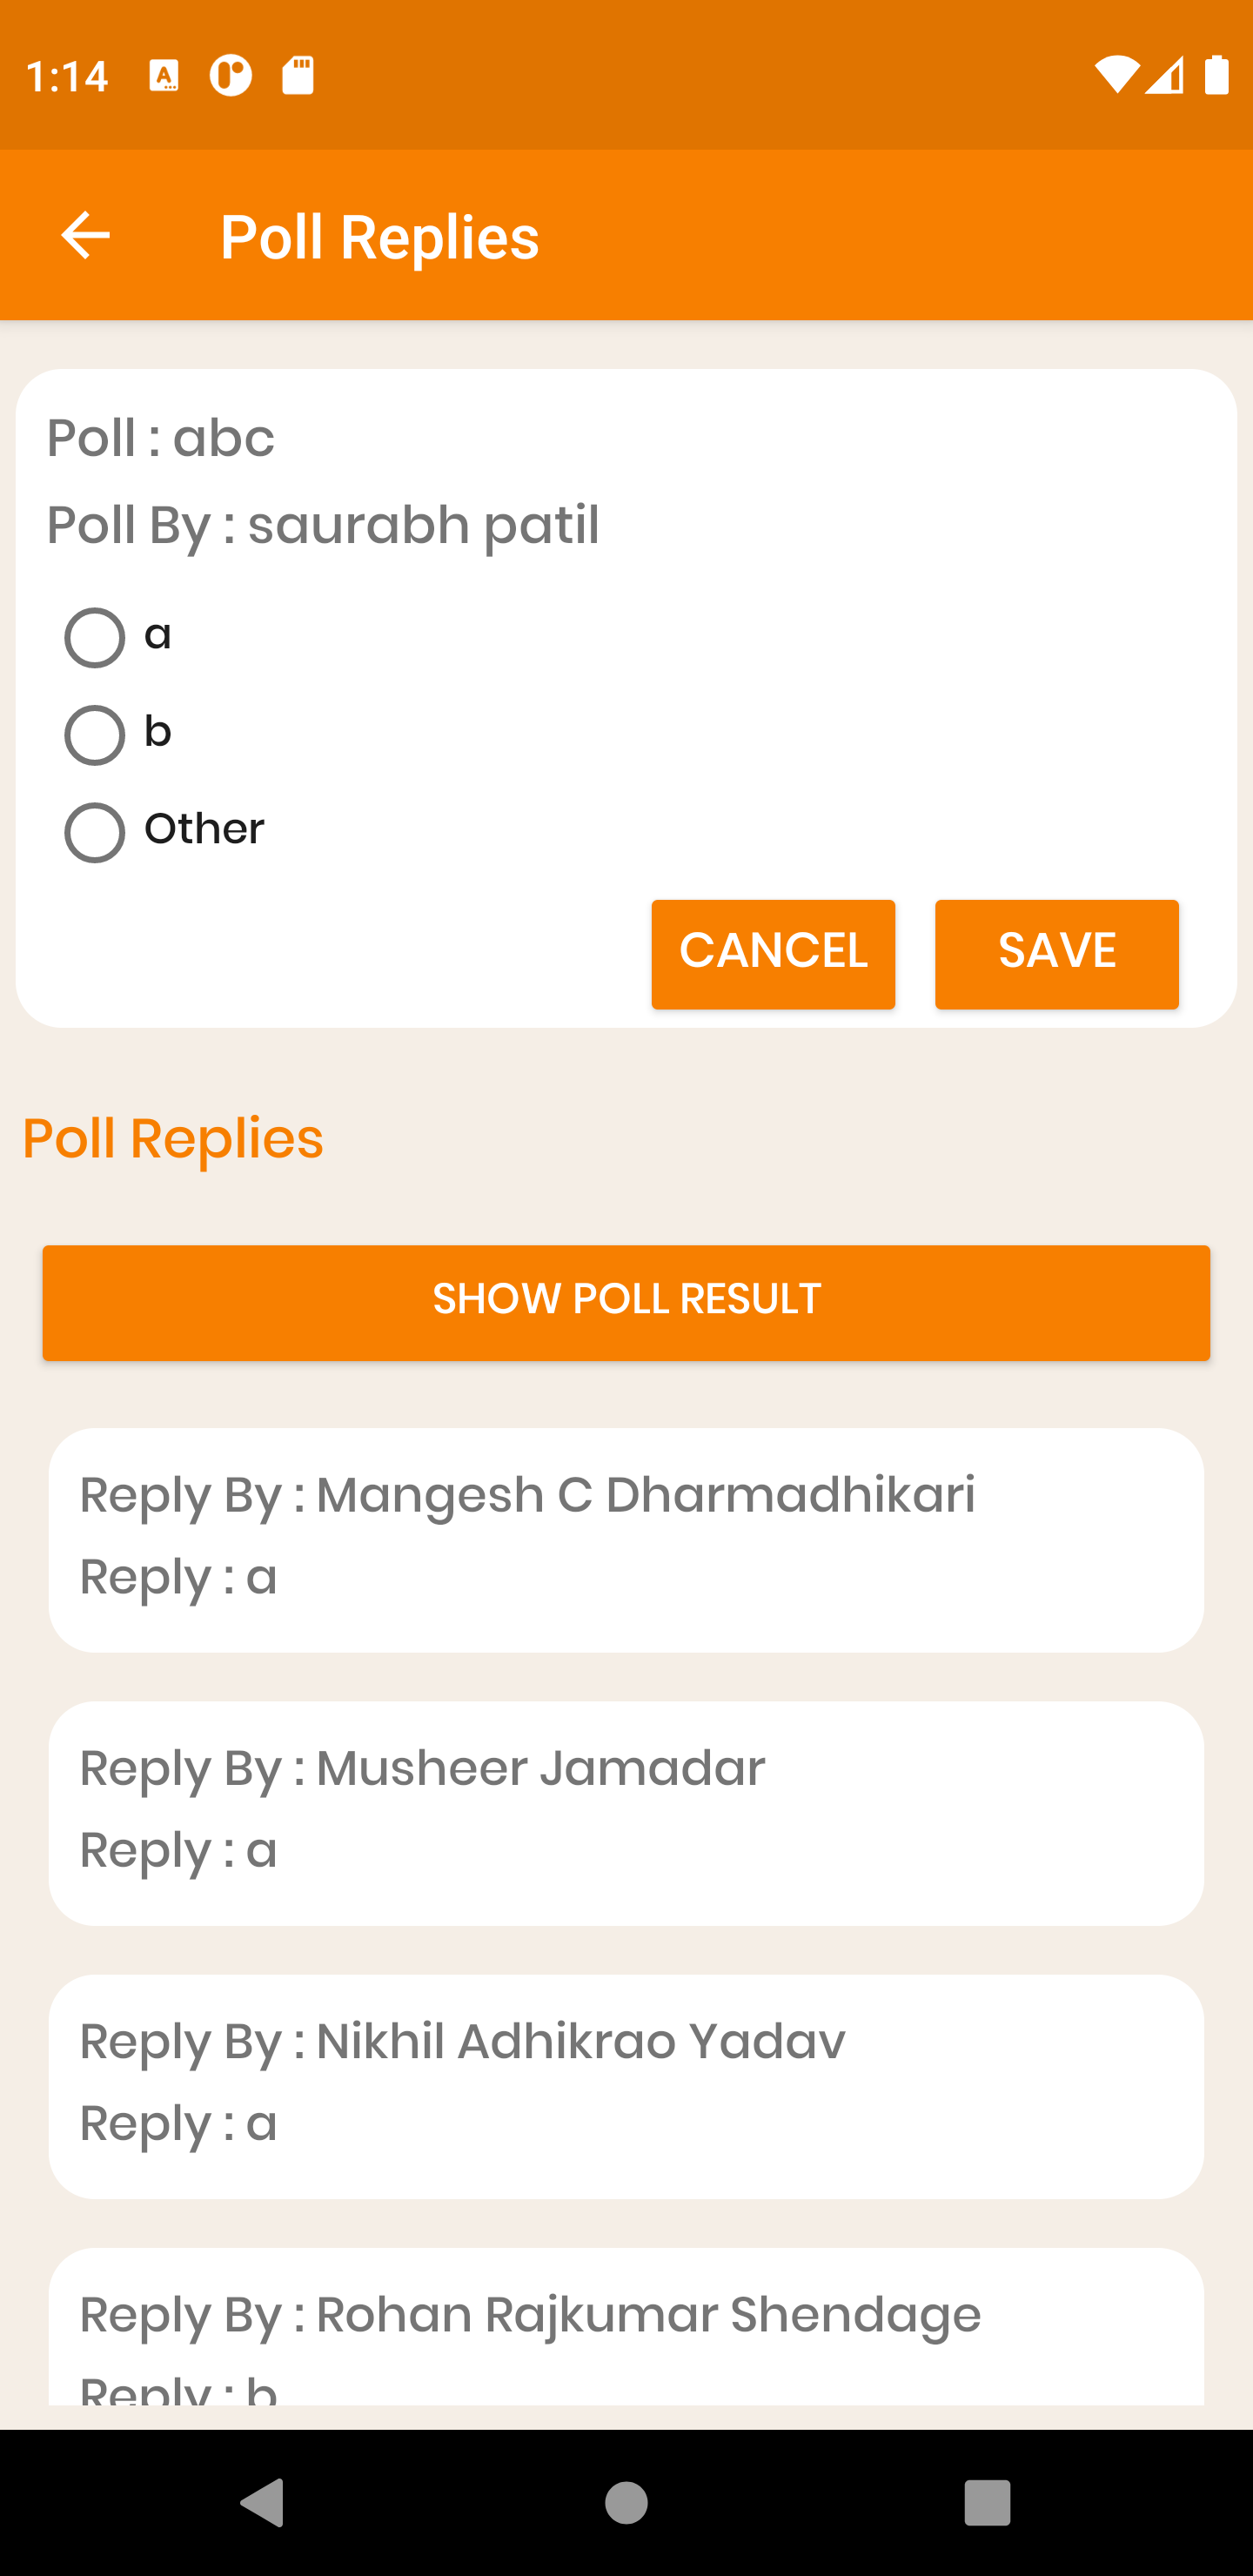 1:14
Poll Replies
Poll : abc
Poll By : saurabh patil
a
b
Other
CANCEL SAVE
Poll Replies
SHOW POLL RESULT
Reply By : Mangesh C Dharmadhikari
Reply : a
Reply By : Musheer Jamadar
Reply : a
Reply By : Nikhil Adhikrao Yadav
Reply : a
Reply By : Rohan Rajkumar Shendage
Reply : b